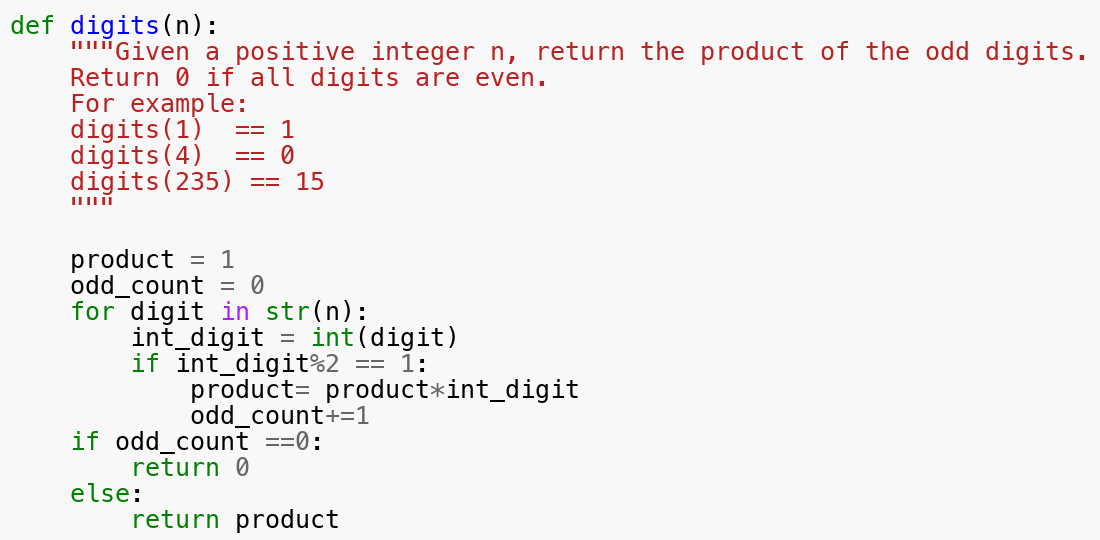 def digits(n):
    """Given a positive integer n, return the product of the odd digits.
    Return 0 if all digits are even.
    For example:
    digits(1)  == 1
    digits(4)  == 0
    digits(235) == 15
    """

    product = 1
    odd_count = 0
    for digit in str(n):
        int_digit = int(digit)
        if int_digit%2 == 1:
            product= product*int_digit
            odd_count+=1
    if odd_count ==0:
        return 0
    else:
        return product